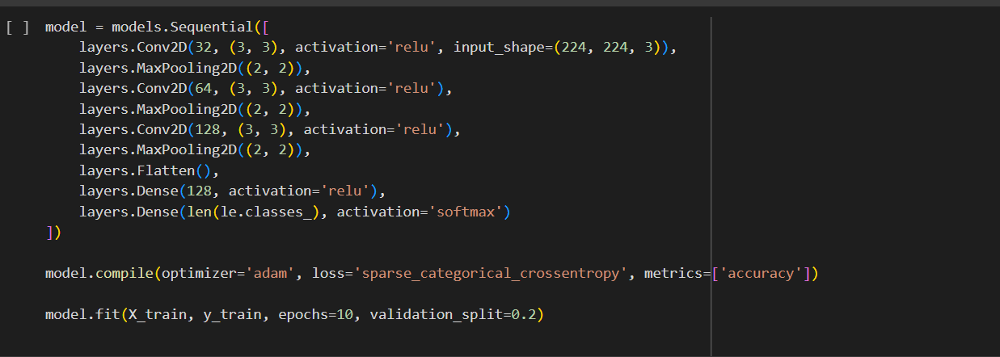 [ ] model = models.Sequential([
layers.Conv2D(32, (3, 3), activation='relu', input_shape=(224, 224, 3)),
layers.MaxPooling2D((2, 2)),
layers.Conv2D(64, (3, 3), activation='relu'),
layers.MaxPooling2D((2, 2)),
layers.Conv2D(128, (3, 3), activation='relu'),
layers.MaxPooling2D((2, 2)),
layers.Flatten(),
layers.Dense(128, activation='relu'),
layers.Dense(len(le.classes_), activation='softmax')
])
model.compile(optimizer='adam', loss='sparse_categorical_crossentropy', metrics=['accuracy'])
model.fit(X_train, y_train, epochs=10, validation_split=0.2)